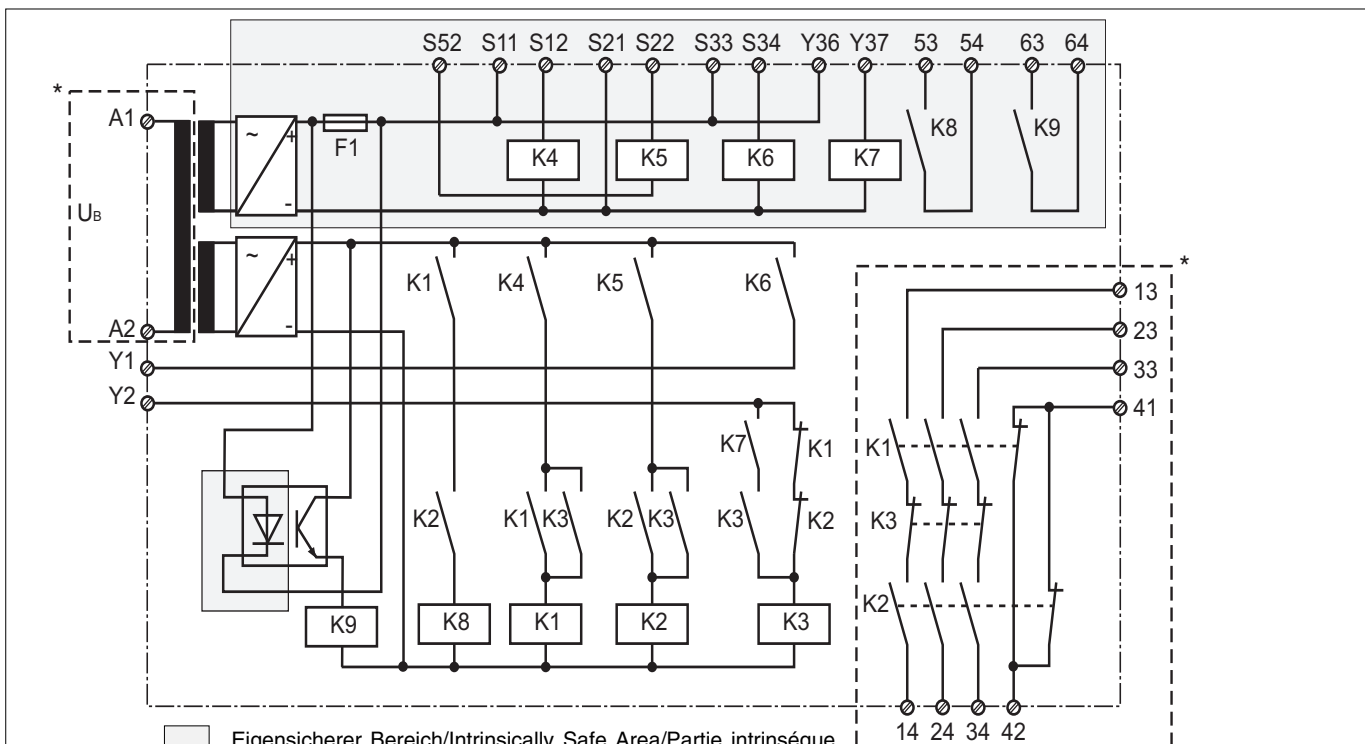 S52 S11 S12 S21 S22 S33 S34 Y36 Y37 53 54 63 64
*
A1
~
+
-
F1
K4
K5
K6
K7
K8
K9
UB
A2
~
+
-
K1
K4
K5
K6
*
13
23
33
41
Y1
Y2
K7
K1
K1
K2
K1
K3
K2
K3
K3
K2
K3
K2
K9
K8
K1
K2
K3
14 24 34 42
Eigensicherer Bereich/Intrinsically Safe Area/Partie intrinséque